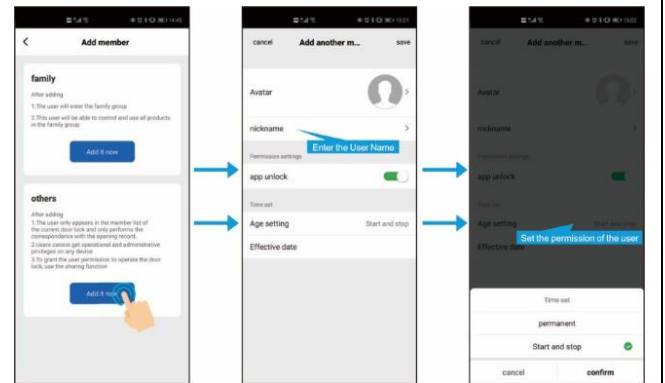 14:45
Add member
family
After adding
1.The user will enter the family group
2.This user will be able to control and use all products
in the family group
Add it now
others
After adding
1.The user only appears in the member list of
the current door lock and only performs the
correspondence with the opening record.
2.Users cannot get operational and administrative
privileges on any device
3.To grant the user permission to operate the door
lock, use the sharing function
Add it now
15:01
cancel Add another m... save
Avatar
nickname
Enter the User Name
Permission settings
app unlock
Time set
Age setting Start and stop
Effective date
15:02
cancel Add another m... save
Avatar
nickname
Permission settings
app unlock
Time set
Age setting Start and stop
Set the permission of the user
Effective date
Time set
permanent
Start and stop
cancel confirm